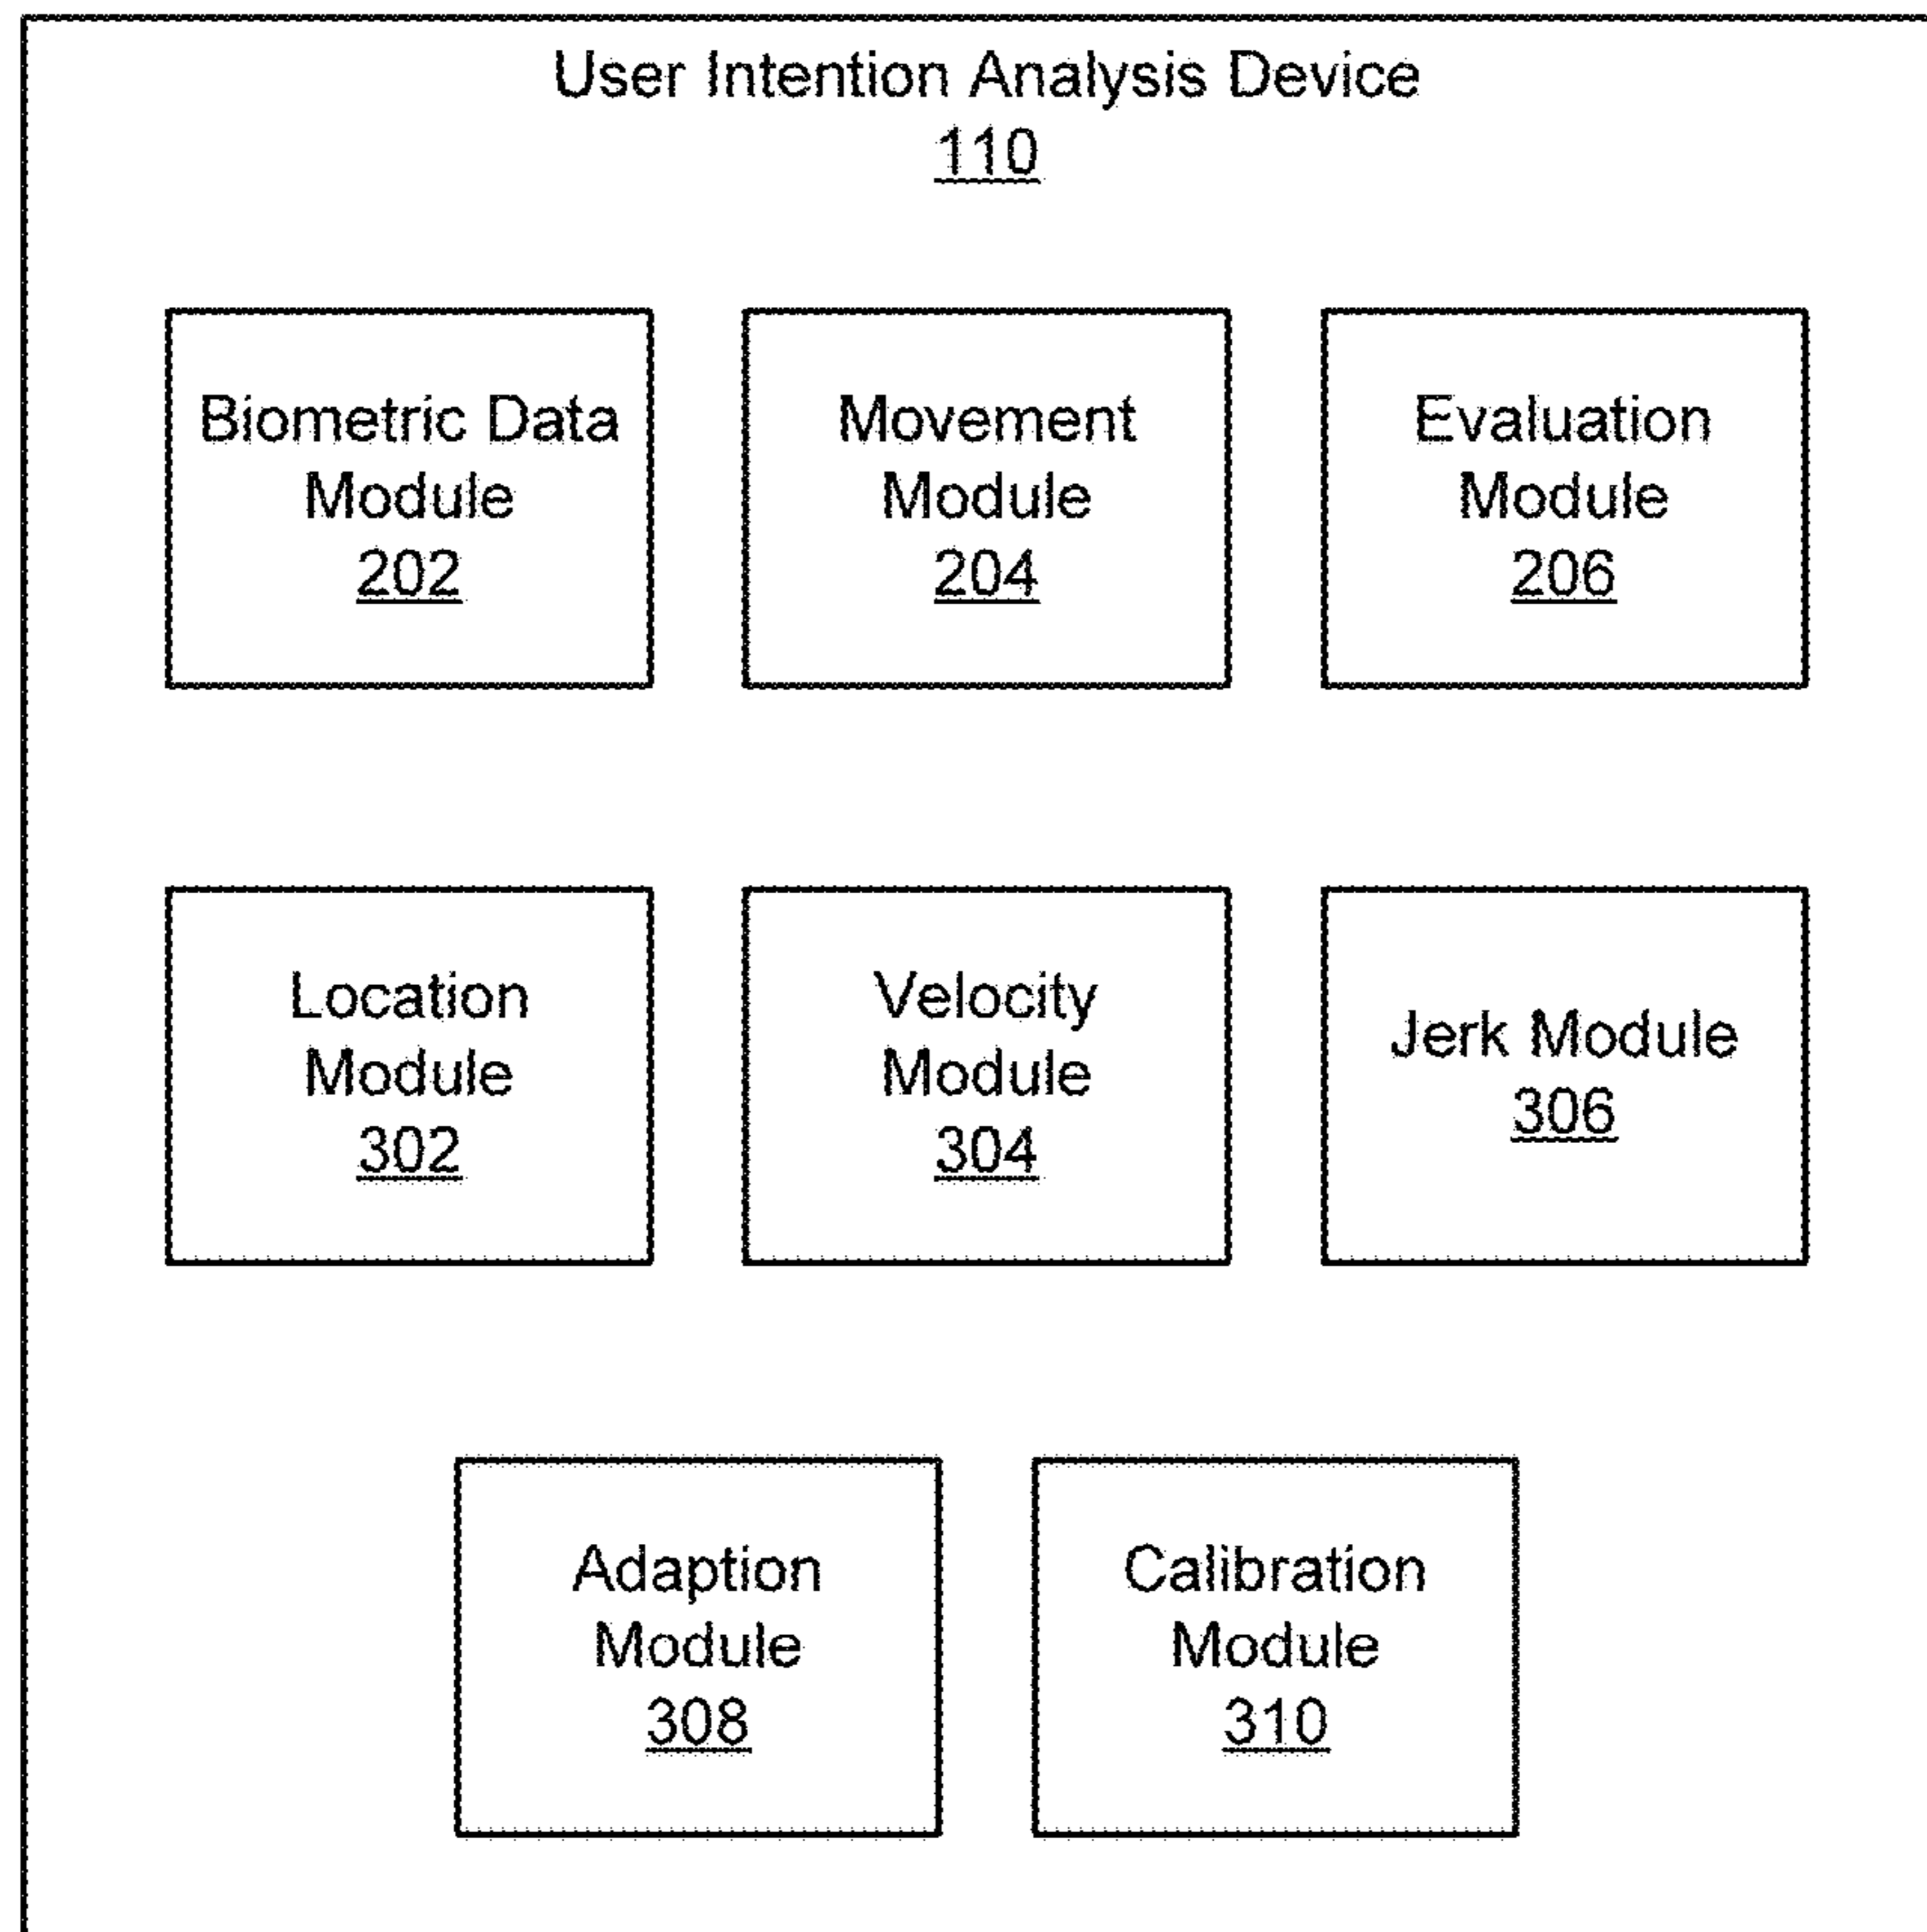 User Intention Analysis Device
110
Biometric Data
Module
202
Movement
Module
204
Evaluation
Module
206
Location
Module
302
Velocity
Module
304
Jerk Module
306
Adaption
Module
308
Calibration
Module
310